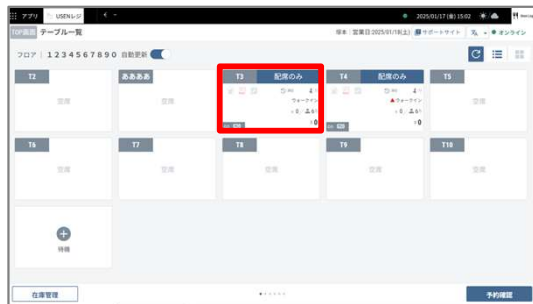 アプリ USENレジ 2025/01/17(金) 15:02
TOP画面 テーブル一覧 営業日:2025/01/18(土) サポートサイト オンライン
フロア 1 2 3 4 5 6 7 8 9 0 自動更新
T2 ああああ T3 配席のみ T4 配席のみ T5
空席 空席 ウォークイン ウォークイン 空席
0 0
T6 T7 T8 T9 T10
空席 空席 空席 空席 空席
待機
在庫管理 予約確認